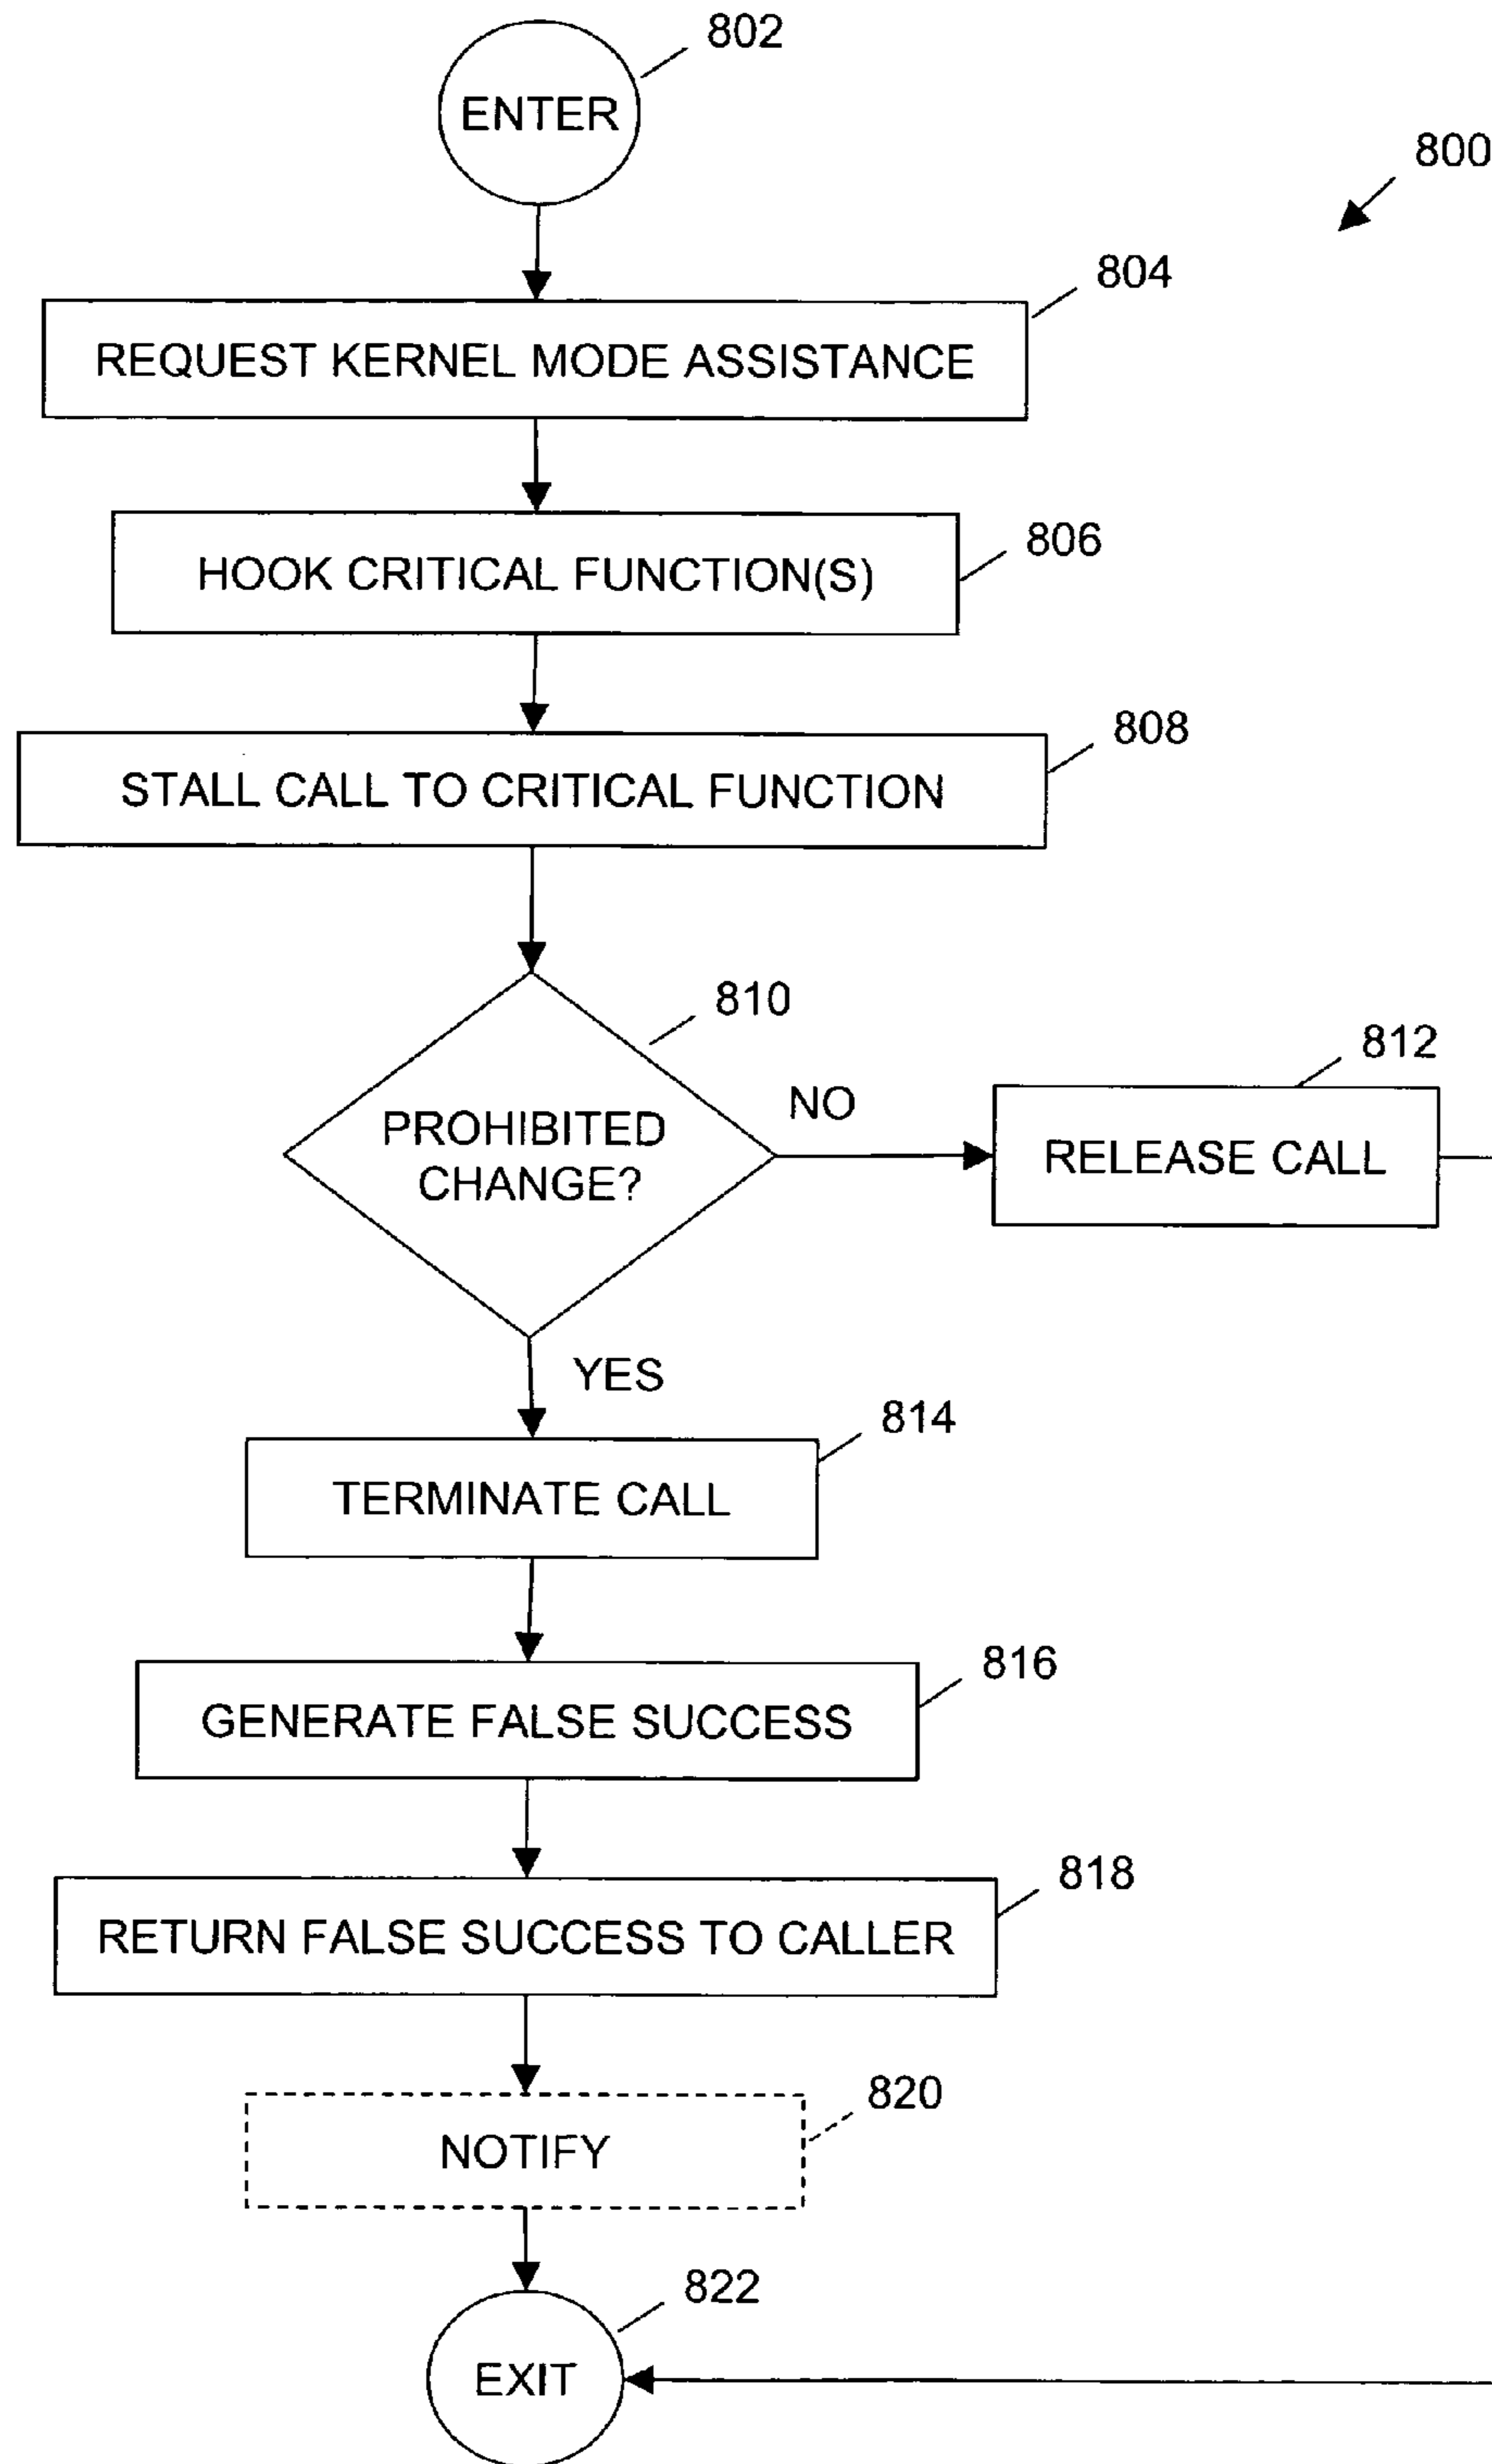 802
ENTER
800
804
REQUEST KERNEL MODE ASSISTANCE
806
HOOK CRITICAL FUNCTION(S)
808
STALL CALL TO CRITICAL FUNCTION
810
PROHIBITED
CHANGE?
NO
812
RELEASE CALL
YES
814
TERMINATE CALL
816
GENERATE FALSE SUCCESS
818
RETURN FALSE SUCCESS TO CALLER
820
NOTIFY
822
EXIT